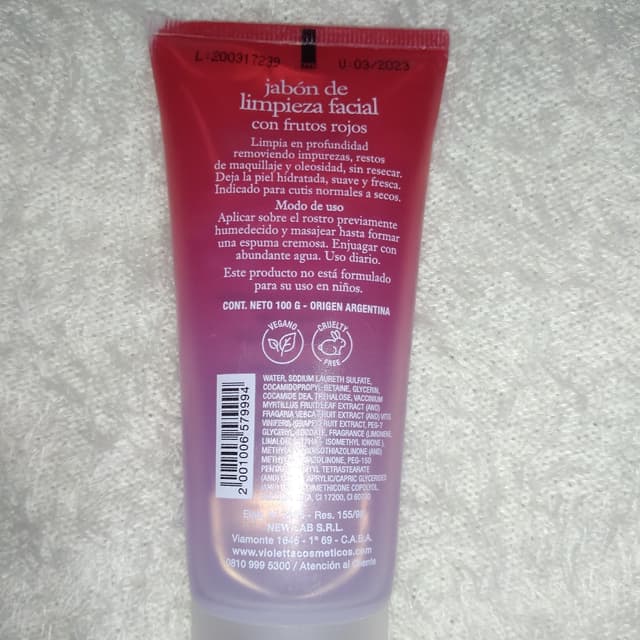 L:200317239
V:03/2023
jabón de
limpieza facial
con frutos rojos
Limpia en profundidad
removiendo impurezas, restos
de maquillaje y oleosidad, sin resecar.
Deja la piel hidratada, suave y fresca.
Indicado para cutis normales a secos.
Modo de uso
Aplicar sobre el rostro previamente
humedecido y masajear hasta formar
una espuma cremosa. Enjuagar con
abundante agua. Uso diario.
Este producto no está formulado
para su uso en niños.
CONT. NETO 100 G - ORIGEN ARGENTINA
VEGANO
CRUELTY
FREE
WATER, SODIUM LAURETH SULFATE,
COCAMIDOPROPYL BETAINE, GLYCERIN,
COCAMIDE DEA, TREHALOSE, VACCINIUM
MYRTILLUS FRUIT/LEAF EXTRACT (AND)
FRAGARIA VESCA FRUIT EXTRACT (AND) VITIS
VINIFERA (GRAPE) FRUIT EXTRACT, PEG-7
GLYCERYL COCOATE, FRAGRANCE (LIMONENE,
ALPHA - ISOMETHYL IONONE ),
(AND)
PEG-150
TETRASTEARATE
(AND) CAPRYLIC/CAPRIC GLYCERIDES
DIMETHICONE COPOLYOL,
CI 17200, CI
2 001006 579994
Res. 155/98
NEWLAB S.R.L.
Viamonte 1646 - 1° 69 - C.A.B.A.
www.violettacosmeticos.com
0810 999 5300 / Atención al cliente